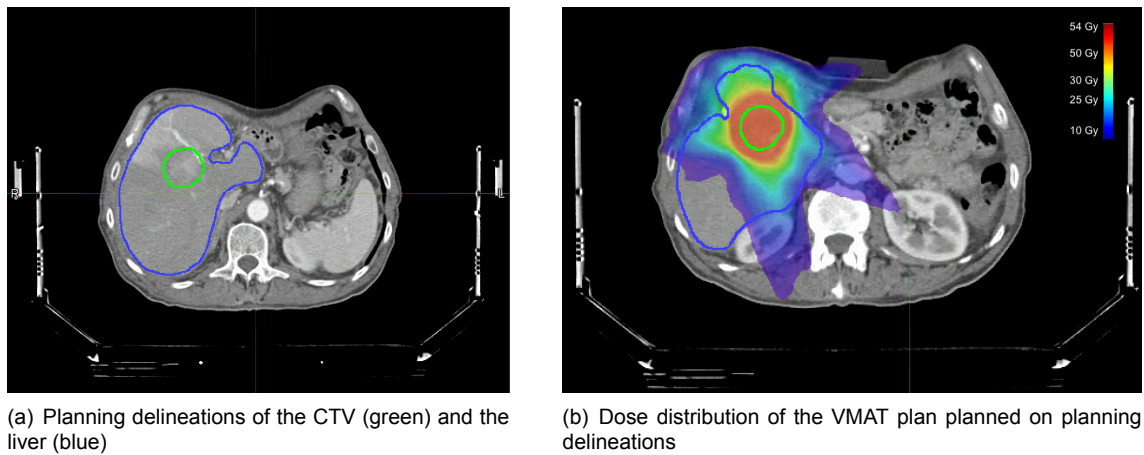 R
L
54 Gy
50 Gy
30 Gy
25 Gy
10 Gy
(a) Planning delineations of the CTV (green) and the
liver (blue)
(b) Dose distribution of the VMAT plan planned on planning
delineations